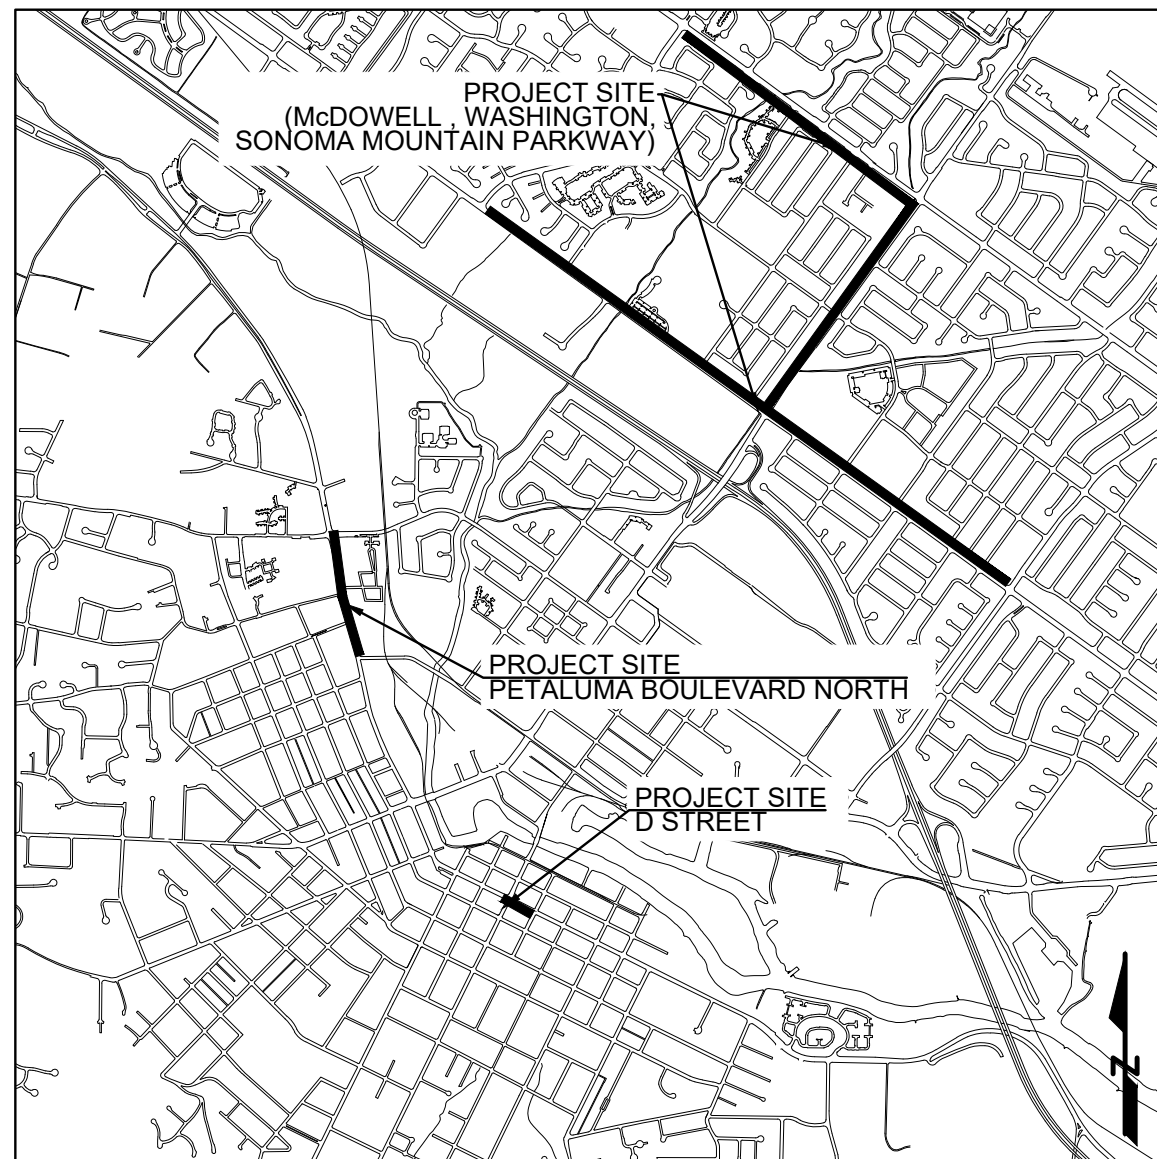 PROJECT SITE
(McDOWELL , WASHINGTON,
SONOMA MOUNTAIN PARKWAY)
PROJECT SITE
PETALUMA BOULEVARD NORTH
PROJECT SITE
D STREET
N